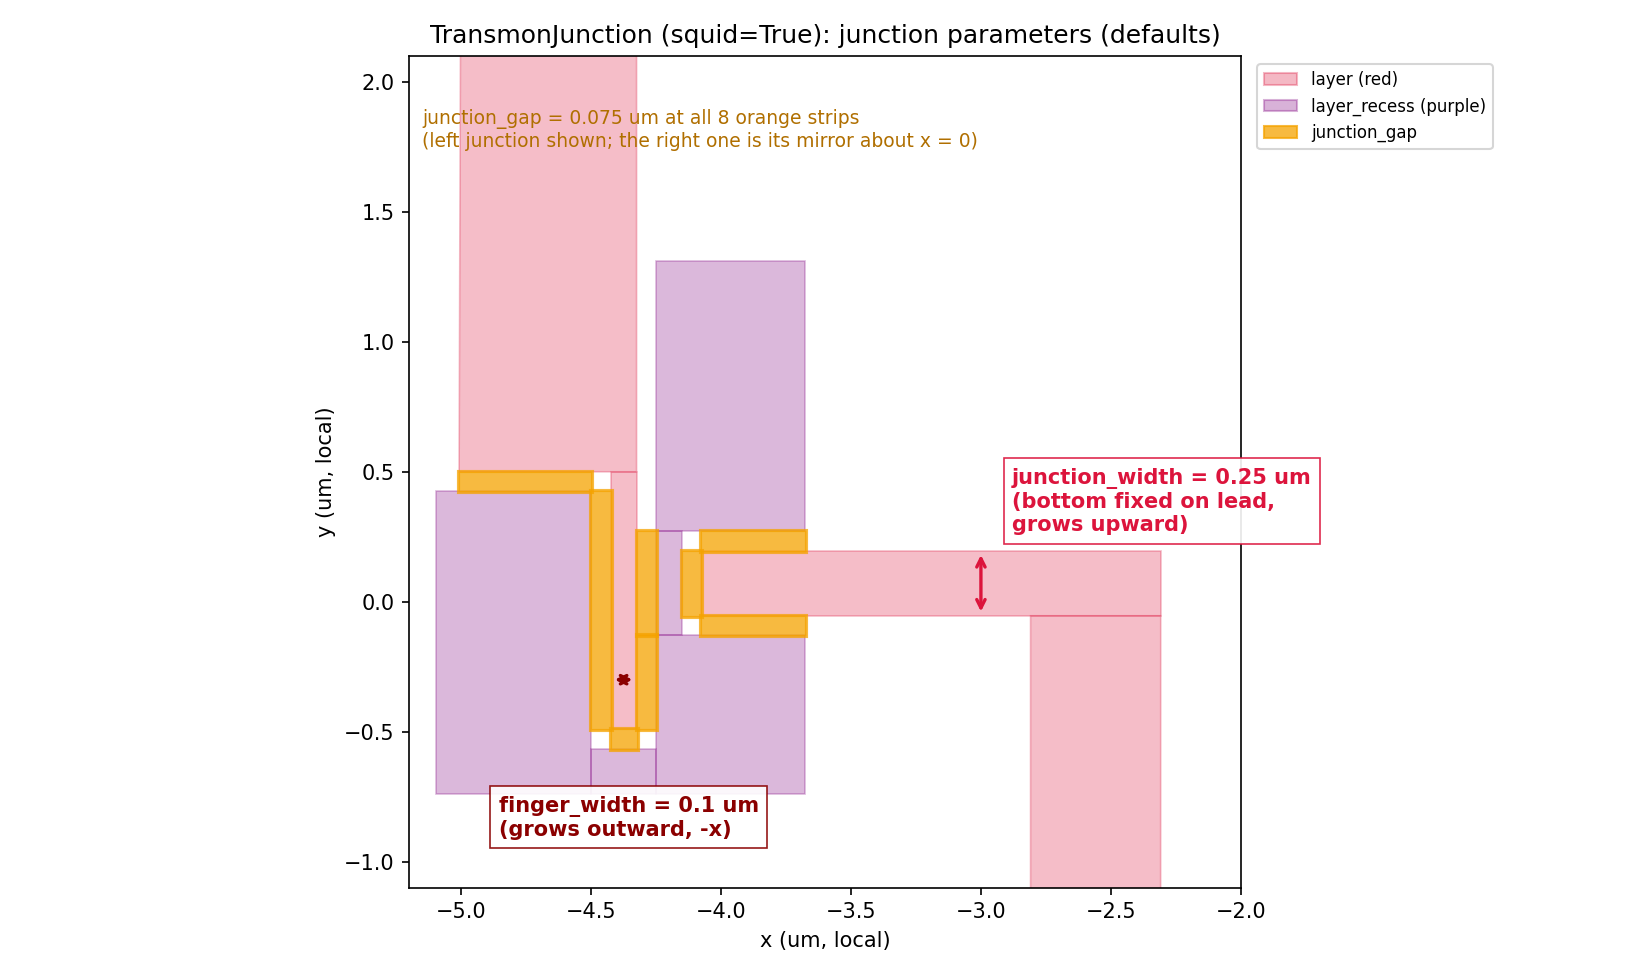 TransmonJunction (squid=True): junction parameters (defaults)
layer (red)
layer_recess (purple)
junction_gap
junction_gap = 0.075 um at all 8 orange strips
(left junction shown; the right one is its mirror about x = 0)
junction_width = 0.25 um
(bottom fixed on lead,
grows upward)
finger_width = 0.1 um
(grows outward, -x)
y (um, local)
2.0
1.5
1.0
0.5
0.0
−0.5
−1.0
−5.0
−4.5
−4.0
−3.5
−3.0
−2.5
−2.0
x (um, local)